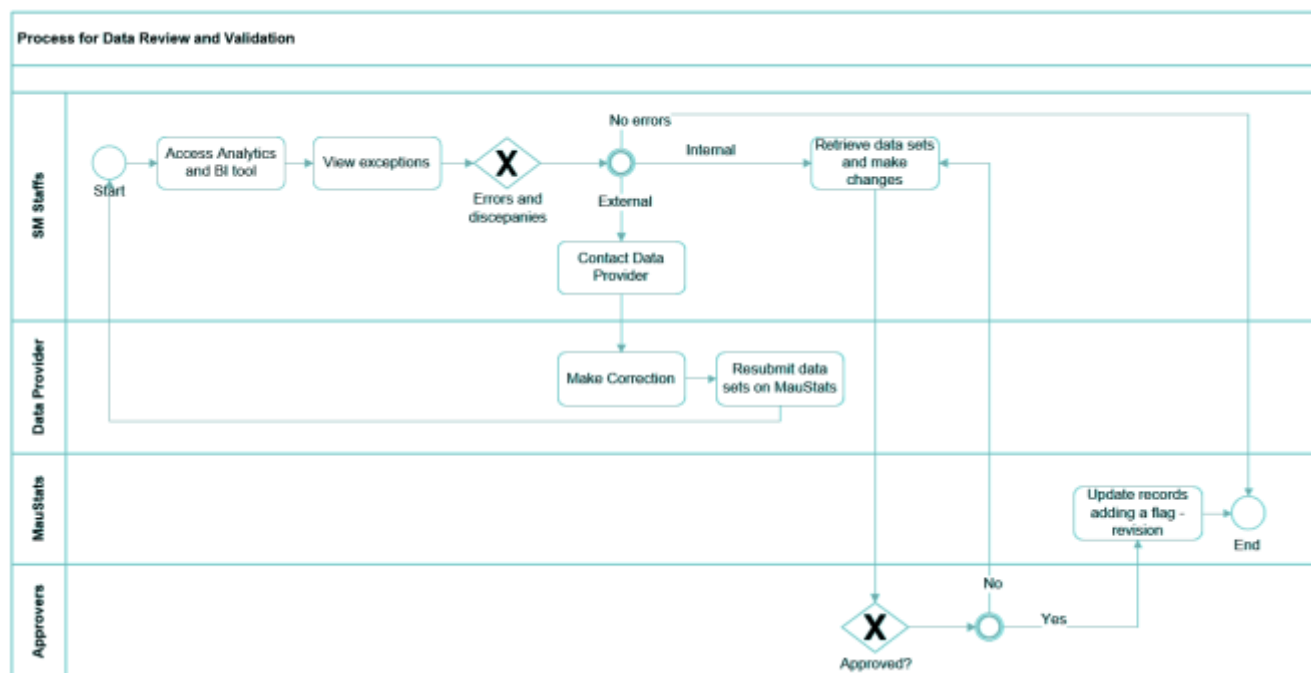 Process for Data Review and Validation
SM Staffs
Start
Access Analytics
and BI tool
View exceptions
X
Errors and
discepanies
No errors
Internal
External
Retrieve data sets
and make
changes
Contact Data
Provider
Data Provider
Make Correction
Resubmit data
sets on MauStats
MauStats
Update records
adding a flag -
revision
End
Approvers
X
Approved?
No
Yes